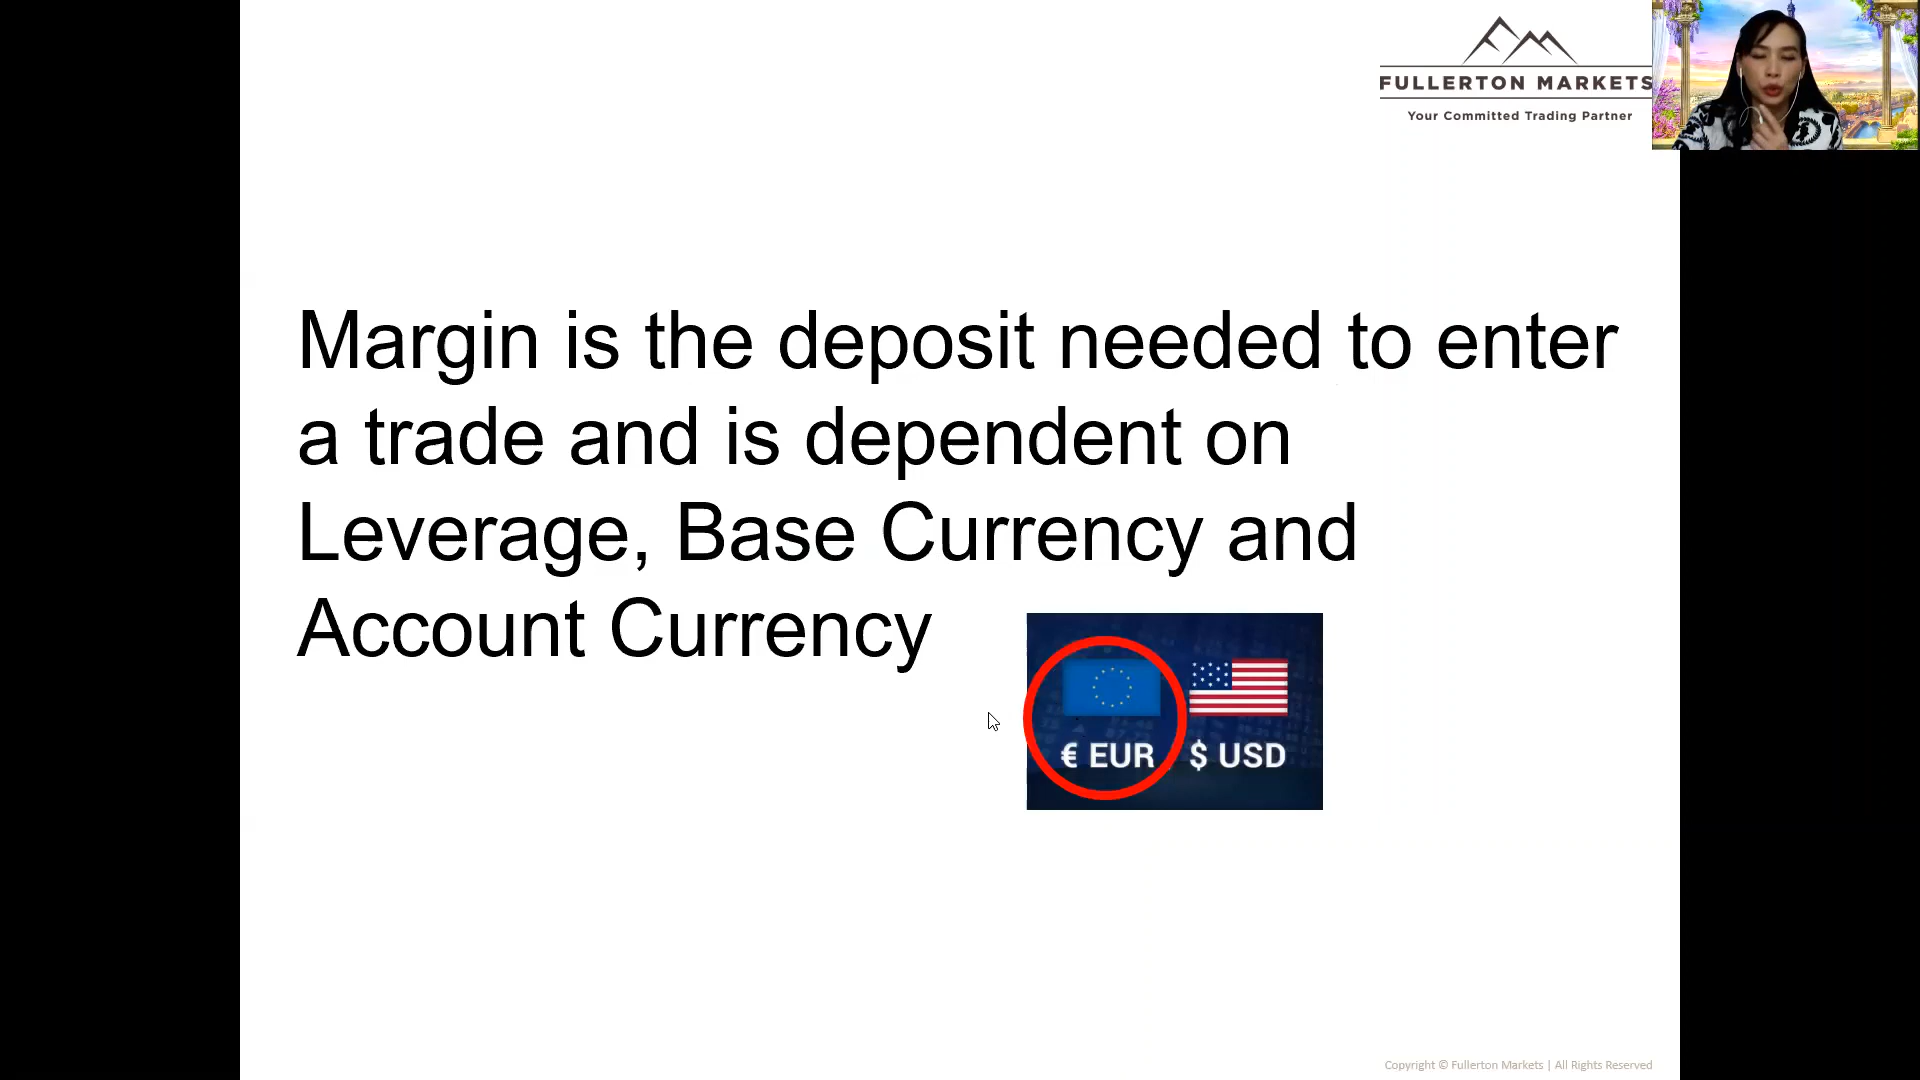 FULLERTON MARKETS
Your Committed Trading Partner
Margin is the deposit needed to enter
a trade and is dependent on
Leverage, Base Currency and
Account Currency
€ EUR $ USD
Copyright © Fullerton Markets | All Rights Reserved